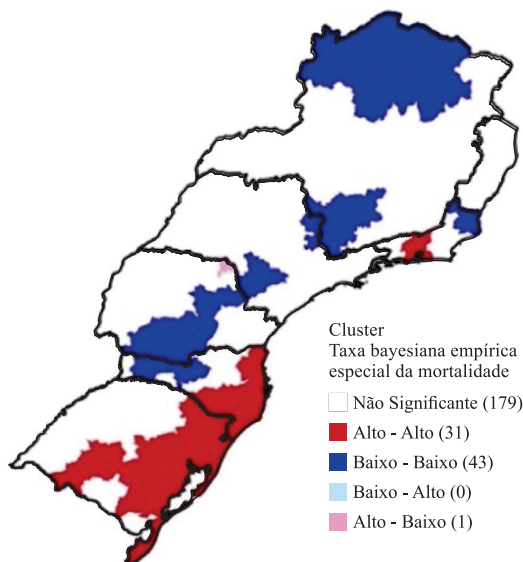 Cluster
Taxa bayesiana empírica
especial da mortalidade
Não Significante (179)
Alto - Alto (31)
Baixo - Baixo (43)
Baixo - Alto (0)
Alto - Baixo (1)